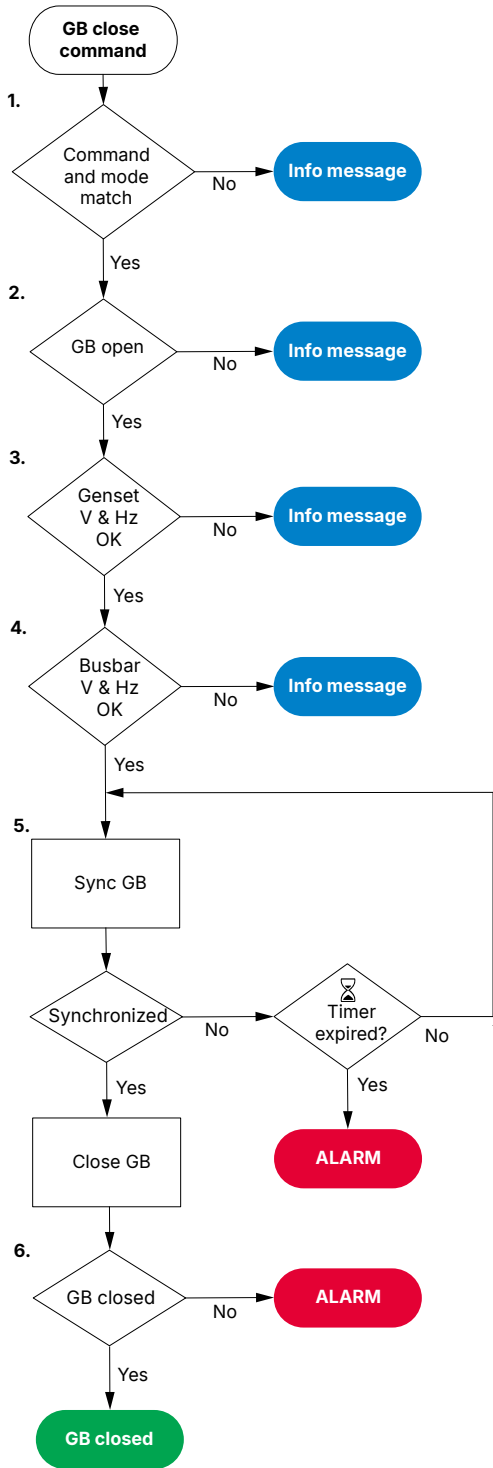 GB close
command
1.
Command
and mode
match
No
Info message
Yes
2.
GB open
No
Info message
Yes
3.
Genset
V & Hz
OK
No
Info message
Yes
4.
Busbar
V & Hz
OK
No
Info message
Yes
5.
Sync GB
Synchronized
No
Timer
expired?
No
Yes
Yes
Close GB
ALARM
6.
GB closed
No
ALARM
Yes
GB closed